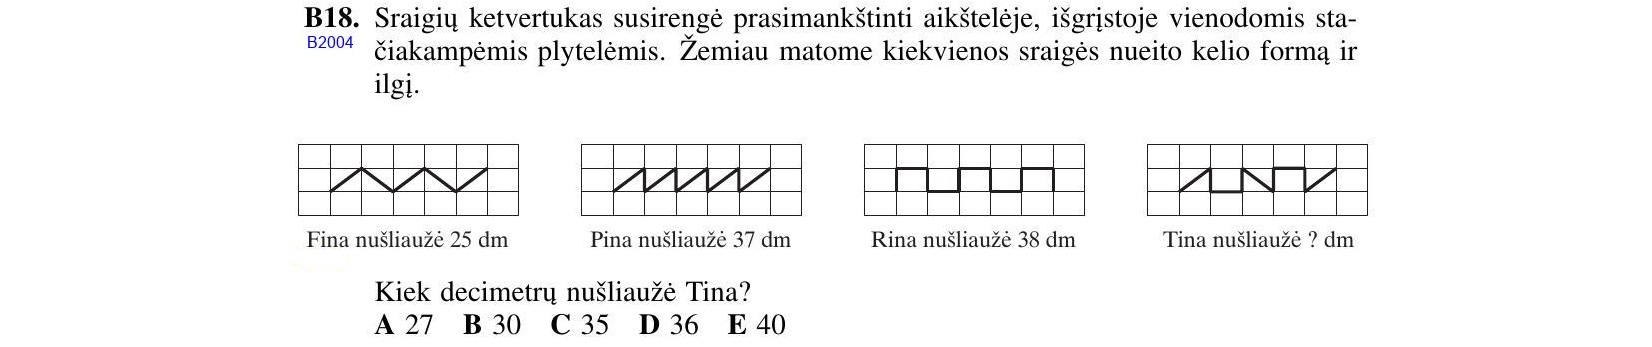 B18. Sraigių ketvertukas susirengė prasimankštinti aikštelėje, išgrįstoje vienodomis sta-
B2004 čiakampėmis plytelėmis. Žemiau matome kiekvienos sraigės nueito kelio formą ir
ilgį.
Fina nušliaužė 25 dm Pina nušliaužė 37 dm Rina nušliaužė 38 dm Tina nušliaužė ? dm
Kiek decimetrų nušliaužė Tina?
A 27 B 30 C 35 D 36 E 40